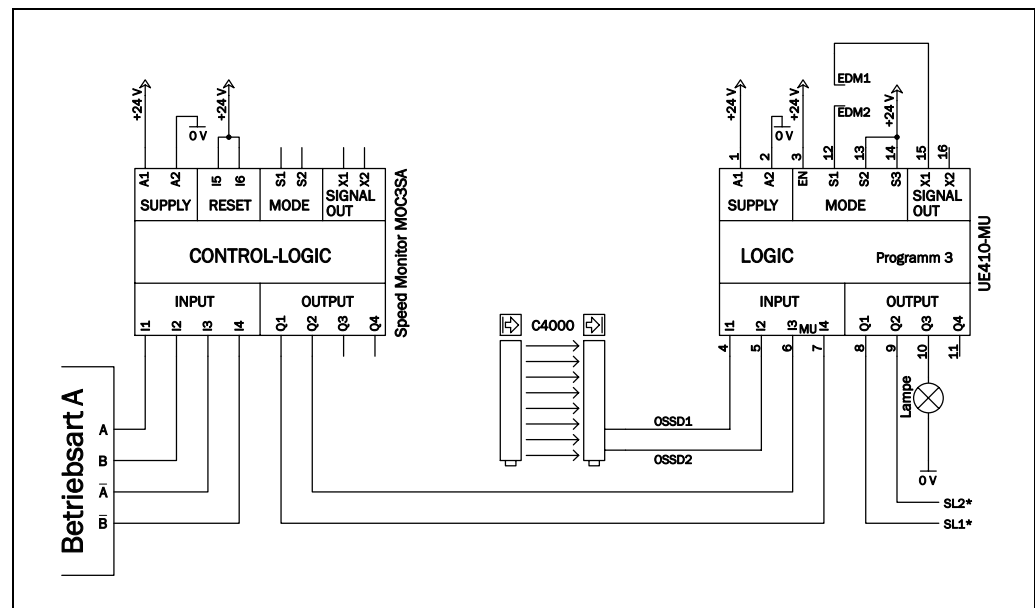 +24 V
0 V
+24 V
A1 A2 I5 I6 S1 S2 X1 X2
SUPPLY RESET MODE SIGNAL OUT
CONTROL-LOGIC
INPUT OUTPUT
I1 I2 I3 I4 Q1 Q2 Q3 Q4
Speed Monitor MOC3SA
Betriebsart A
A
B
A̅
B̅
C4000
OSSD1
OSSD2
EDM1
EDM2
+24 V
0 V
+24 V
+24 V
1 2 3 12 13 14 15 16
A1 A2 EN S1 S2 S3 X1 X2
SUPPLY MODE SIGNAL OUT
LOGIC Programm 3
INPUT OUTPUT
I1 I2 I3 MU I4 Q1 Q2 Q3 Q4
4 5 6 7 8 9 10 11
UE410-MU
Lampe
0 V
SL2*
SL1*